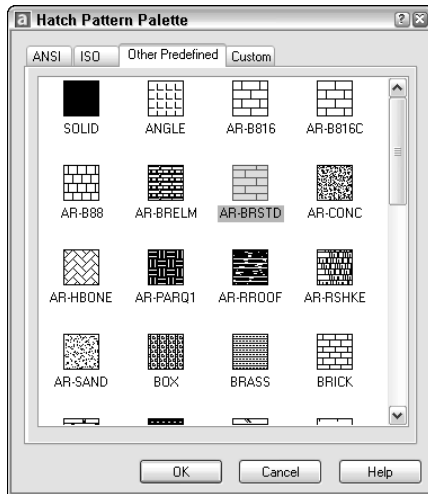 a Hatch Pattern Palette
ANSI ISO Other Predefined Custom
SOLID ANGLE AR-B816 AR-B816C
AR-B88 AR-BRELM AR-BRSTD AR-CONC
AR-HBONE AR-PARQ1 AR-RROOF AR-RSHKE
AR-SAND BOX BRASS BRICK
OK Cancel Help